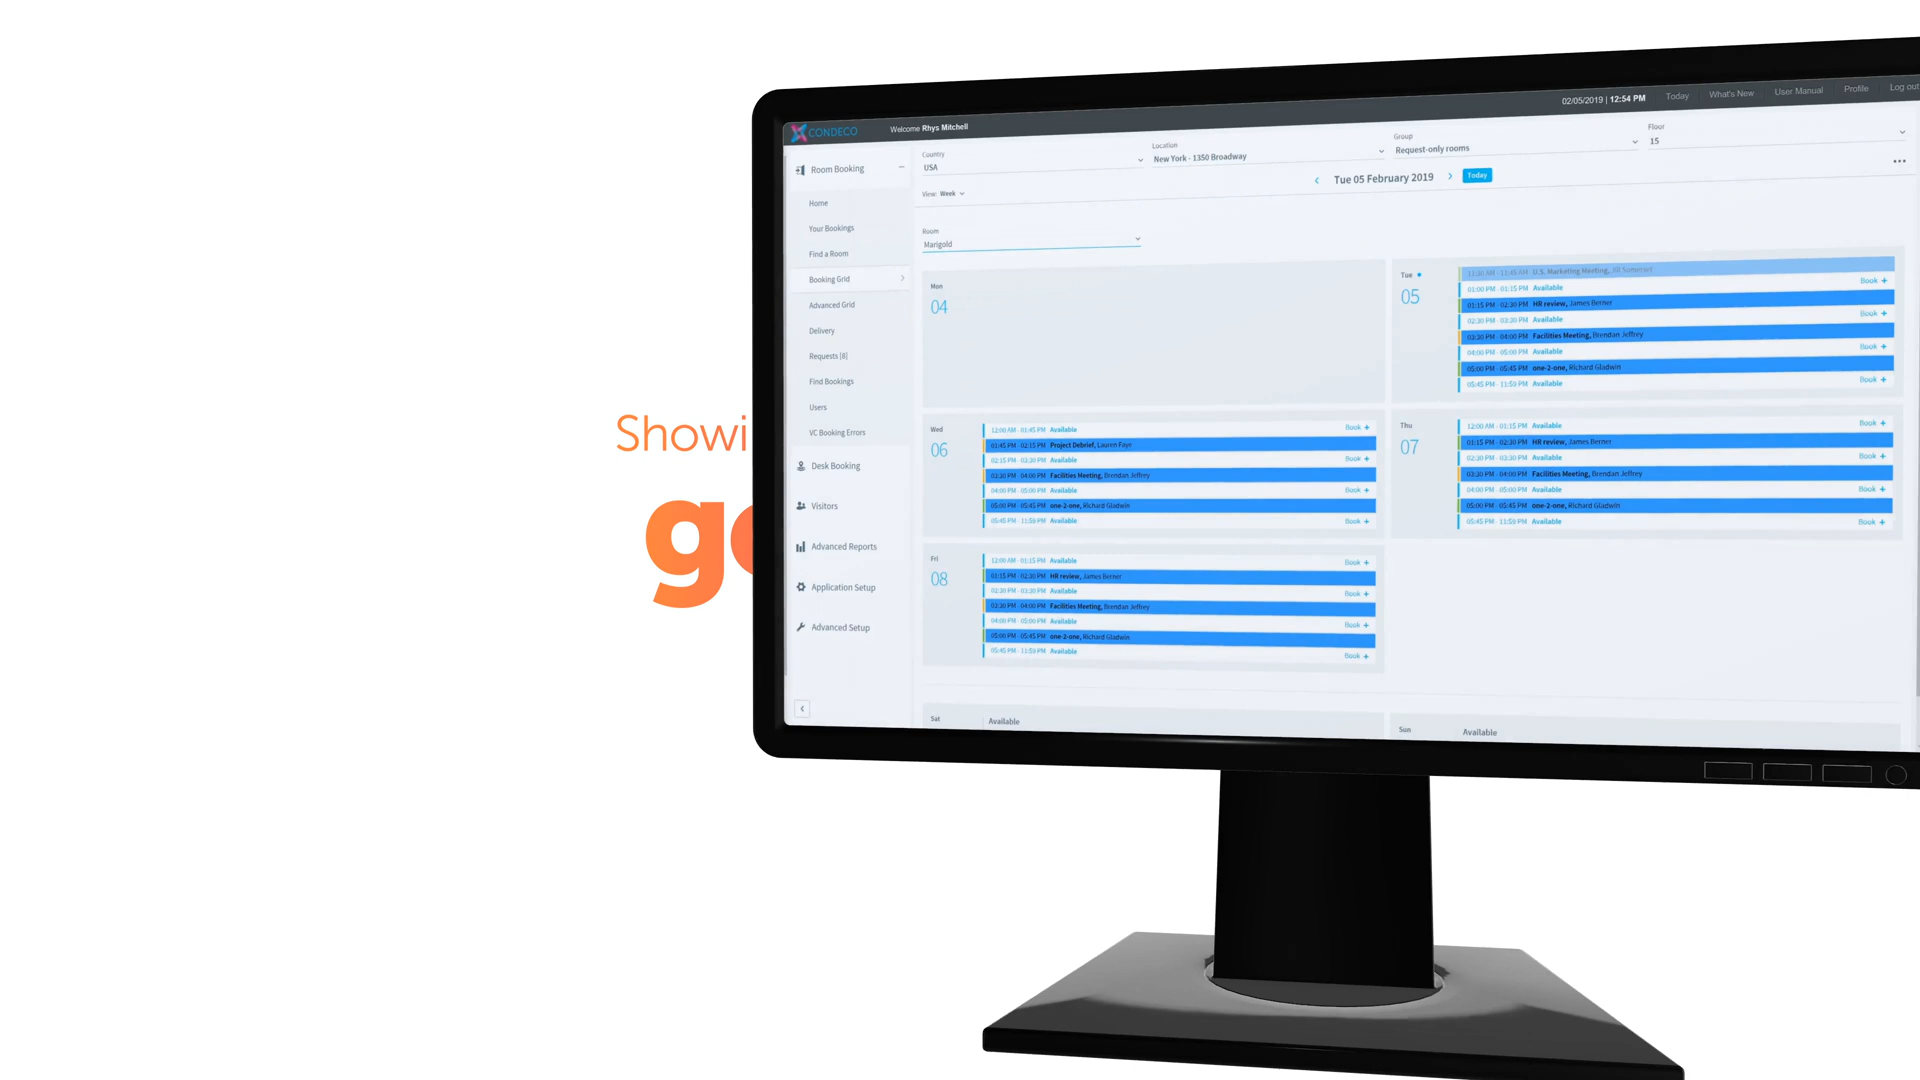 02/05/2019 | 12:54 PM Today What's New User Manual Profile Log out
CONDECO Welcome Rhys Mitchell
Country Location Group Floor
USA New York - 1350 Broadway Request-only rooms 15
Tue 05 February 2019 Today
View: Week
Room
Marigold
Room Booking
Home
Your Bookings
Find a Room
Booking Grid
Advanced Grid
Delivery
Requests [8]
Find Bookings
Users
VC Booking Errors
Desk Booking
Visitors
Advanced Reports
Application Setup
Advanced Setup
Showi
Mon
04
Tue
05
11:30 AM - 11:45 AM U.S. Marketing Meeting, Jill Somerset
01:00 PM - 01:15 PM Available Book +
01:15 PM - 02:30 PM HR review, James Berner
02:30 PM - 03:30 PM Available Book +
03:30 PM - 04:00 PM Facilities Meeting, Brendan Jeffrey
04:00 PM - 05:00 PM Available Book +
05:00 PM - 05:45 PM one-2-one, Richard Gladwin
05:45 PM - 11:59 PM Available Book +
Wed
06
12:00 AM - 01:45 PM Available Book +
01:45 PM - 02:15 PM Project Debrief, Lauren Faye
02:15 PM - 03:30 PM Available Book +
03:30 PM - 04:00 PM Facilities Meeting, Brendan Jeffrey
04:00 PM - 05:00 PM Available Book +
05:00 PM - 05:45 PM one-2-one, Richard Gladwin
05:45 PM - 11:59 PM Available Book +
Thu
07
12:00 AM - 01:15 PM Available Book +
01:15 PM - 02:30 PM HR review, James Berner
02:30 PM - 03:30 PM Available Book +
03:30 PM - 04:00 PM Facilities Meeting, Brendan Jeffrey
04:00 PM - 05:00 PM Available Book +
05:00 PM - 05:45 PM one-2-one, Richard Gladwin
05:45 PM - 11:59 PM Available Book +
Fri
08
12:00 AM - 01:15 PM Available Book +
01:15 PM - 02:30 PM HR review, James Berner
02:30 PM - 03:30 PM Available Book +
03:30 PM - 04:00 PM Facilities Meeting, Brendan Jeffrey
04:00 PM - 05:00 PM Available Book +
05:00 PM - 05:45 PM one-2-one, Richard Gladwin
05:45 PM - 11:59 PM Available Book +
Sat Available
Sun Available